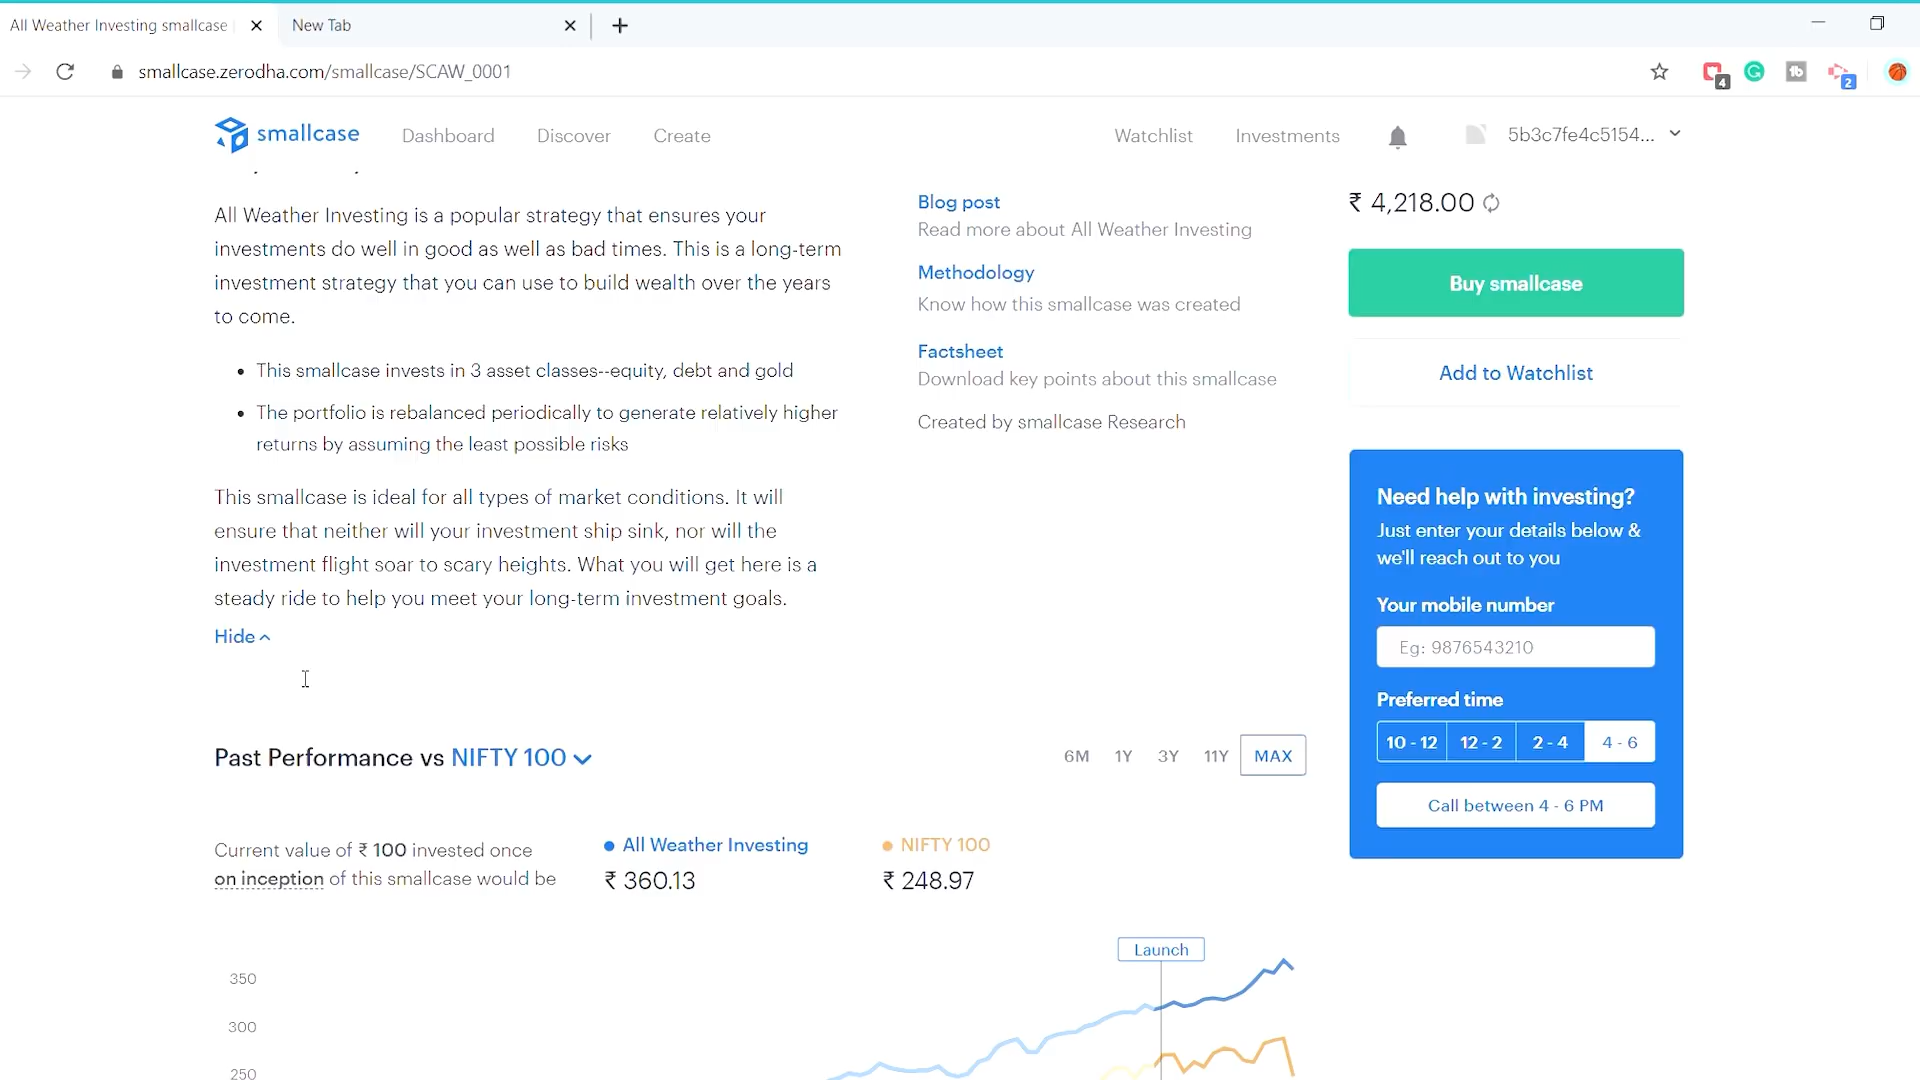 All Weather Investing smallcase
New Tab
smallcase.zerodha.com/smallcase/SCAW_0001
4
G
tb
2
smallcase
Dashboard
Discover
Create
Watchlist
Investments
5b3c7fe4c5154...
All Weather Investing is a popular strategy that ensures your
investments do well in good as well as bad times. This is a long-term
investment strategy that you can use to build wealth over the years
to come.
• This smallcase invests in 3 asset classes--equity, debt and gold
• The portfolio is rebalanced periodically to generate relatively higher
returns by assuming the least possible risks
This smallcase is ideal for all types of market conditions. It will
ensure that neither will your investment ship sink, nor will the
investment flight soar to scary heights. What you will get here is a
steady ride to help you meet your long-term investment goals.
Hide
Blog post
Read more about All Weather Investing
Methodology
Know how this smallcase was created
Factsheet
Download key points about this smallcase
Created by smallcase Research
₹ 4,218.00
Buy smallcase
Add to Watchlist
Need help with investing?
Just enter your details below &
we'll reach out to you
Your mobile number
Eg: 9876543210
Preferred time
10 - 12
12 - 2
2 - 4
4 - 6
Call between 4 - 6 PM
Past Performance vs NIFTY 100
6M
1Y
3Y
11Y
MAX
Current value of ₹ 100 invested once
on inception of this smallcase would be
All Weather Investing
₹ 360.13
NIFTY 100
₹ 248.97
Launch
350
300
250